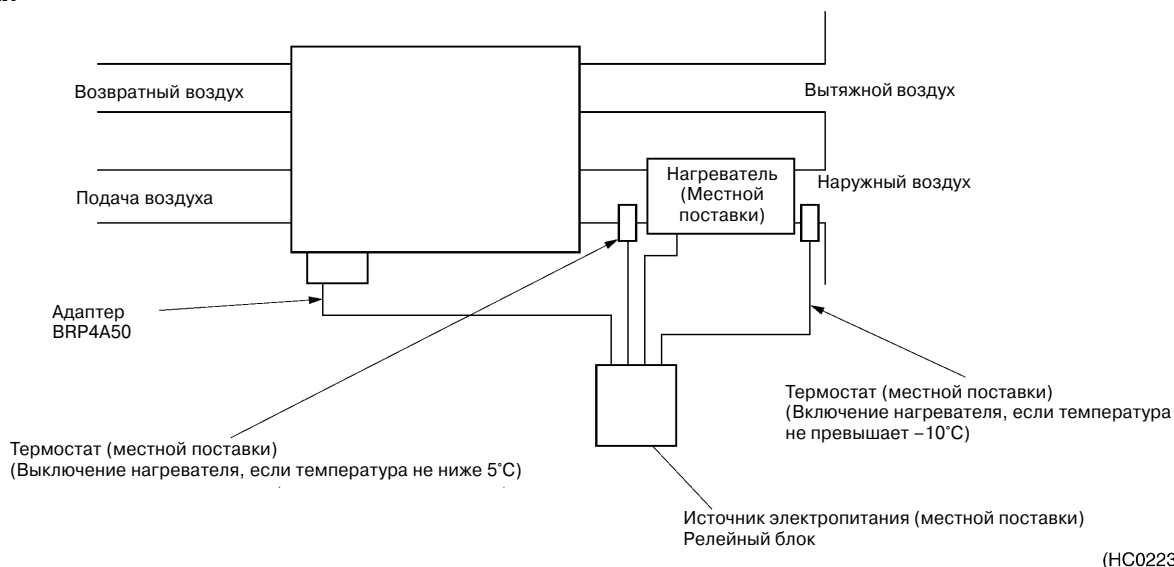 Возвратный воздух
Вытяжной воздух
Нагреватель
(Местной
поставки)
Наружный воздух
Подача воздуха
Адаптер
BRP4A50
Термостат (местной поставки)
(Включение нагревателя, если температура
не превышает –10˚C)
Термостат (местной поставки)
(Выключение нагревателя, если температура не ниже 5˚C)
Источник электропитания (местной поставки)
Релейный блок
(HC0223